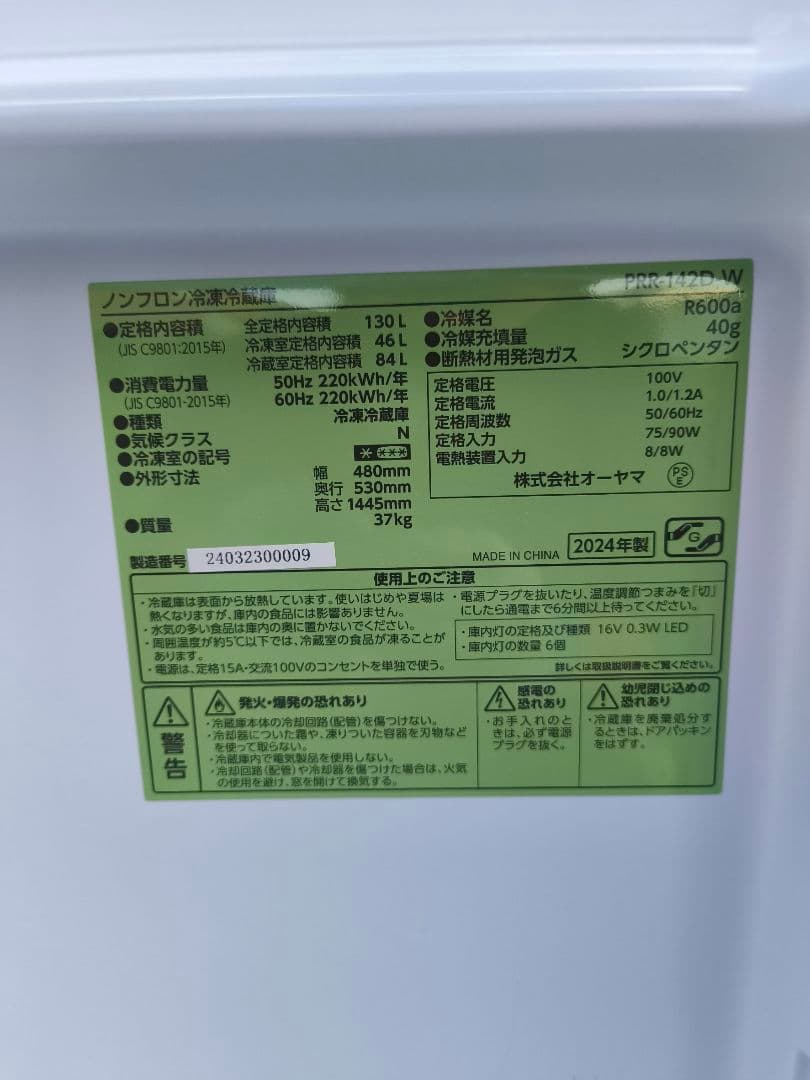 ノンフロン冷凍冷蔵庫
PRR-142D-W
●定格内容積 全定格内容積 130L
(JIS C9801:2015年) 冷凍室定格内容積 46L
冷蔵室定格内容積 84L
●消費電力量 50Hz 220kWh/年
(JIS C9801-2015年) 60Hz 220kWh/年
●種類 冷凍冷蔵庫
●気候クラス N
●冷凍室の記号 * ***
●外形寸法 幅 480mm
奥行 530mm
高さ 1445mm
●質量 37kg
製造番号 24032300009
●冷媒名 R600a
●冷媒充填量 40g
●断熱材用発泡ガス シクロペンタン
定格電圧 100V
定格電流 1.0/1.2A
定格周波数 50/60Hz
定格入力 75/90W
電熱装置入力 8/8W
株式会社オーヤマ PSE
MADE IN CHINA 2024年製 G
使用上のご注意
・冷蔵庫は表面から放熱しています。使いはじめや夏場は
熱くなりますが、庫内の食品には影響ありません。
・水気の多い食品は庫内の奥に置かないでください。
・周囲温度が約5℃以下では、冷蔵室の食品が凍ることが
あります。
・電源は、定格15A・交流100Vのコンセントを単独で使う。
・電源プラグを抜いたり、温度調節つまみを「切」
にしたら通電まで6分間以上待ってください。
・庫内灯の定格及び種類 16V 0.3W LED
・庫内灯の数量 6個
詳しくは取扱説明書をご覧ください。
警告
発火・爆発の恐れあり
・冷蔵庫本体の冷却回路(配管)を傷つけない。
・冷却器についた霜や、凍りついた容器を刃物など
を使って取らない。
・冷蔵庫内で電気製品を使用しない。
・冷却回路(配管)や冷却器を傷つけた場合は、火気
の使用を避け、窓を開けて換気する。
感電の
恐れあり
・お手入れのと
きは、必ず電源
プラグを抜く。
幼児閉じ込めの
恐れあり
・冷蔵庫を廃棄処分す
るときは、ドアパッキン
をはずす。